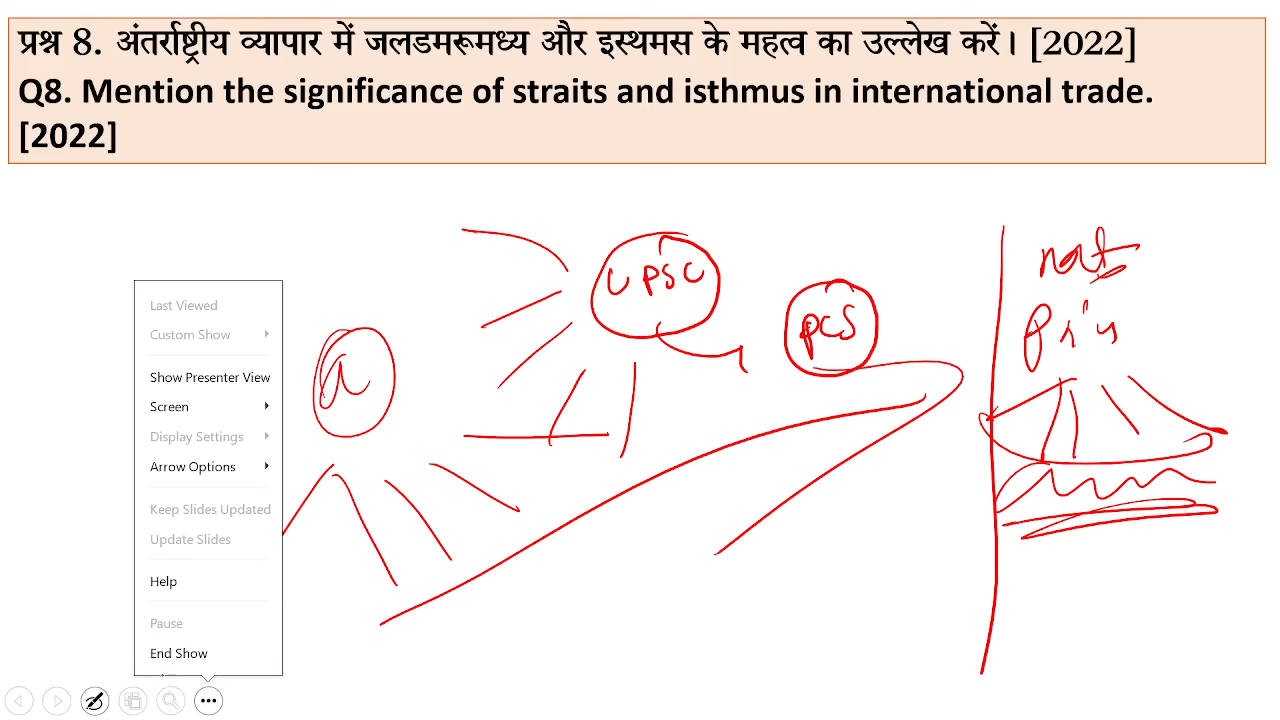 प्रश्न 8. अंतर्राष्ट्रीय व्यापार में जलडमरूमध्य और इस्थमस के महत्व का उल्लेख करें। [2022]
Q8. Mention the significance of straits and isthmus in international trade.
[2022]
UPSC
PCS
a
Last Viewed
Custom Show
Show Presenter View
Screen
Display Settings
Arrow Options
Keep Slides Updated
Update Slides
Help
Pause
End Show